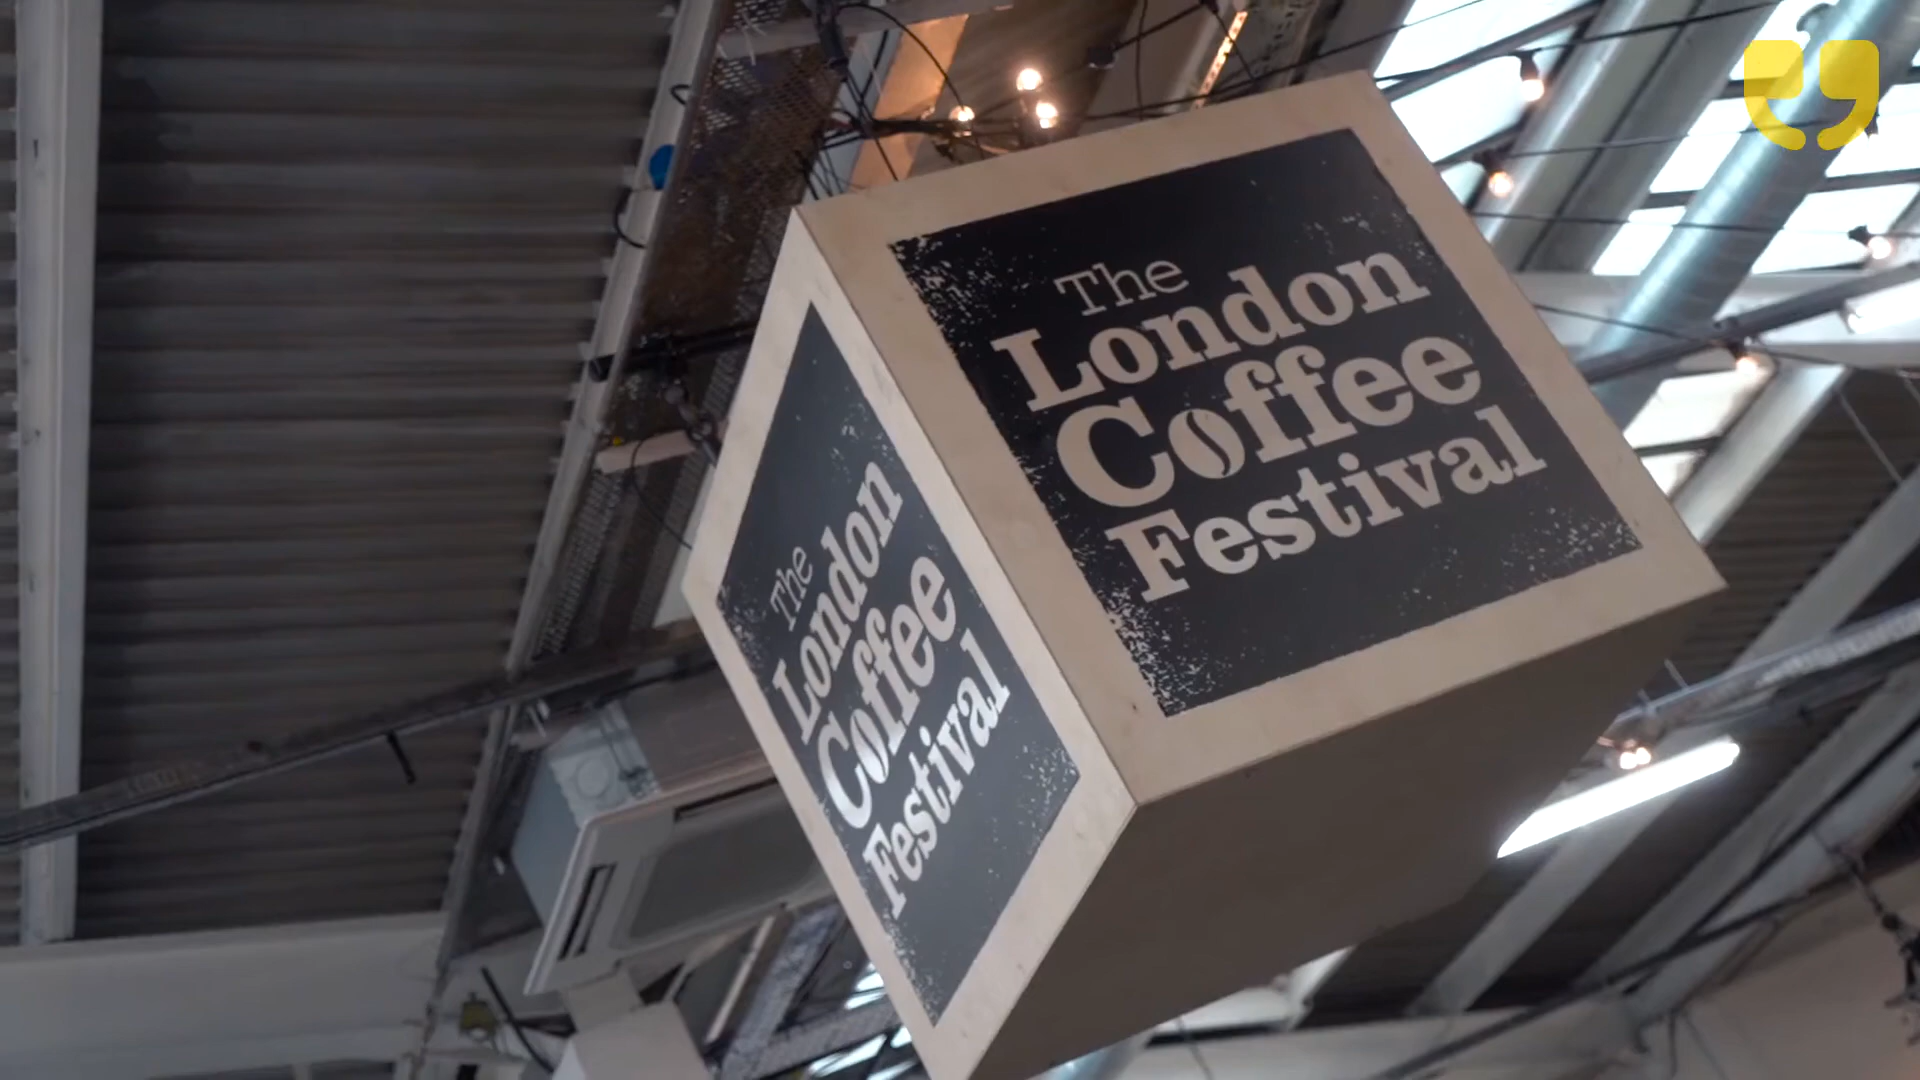 The
London
Coffee
Festival
The
London
Coffee
Festival